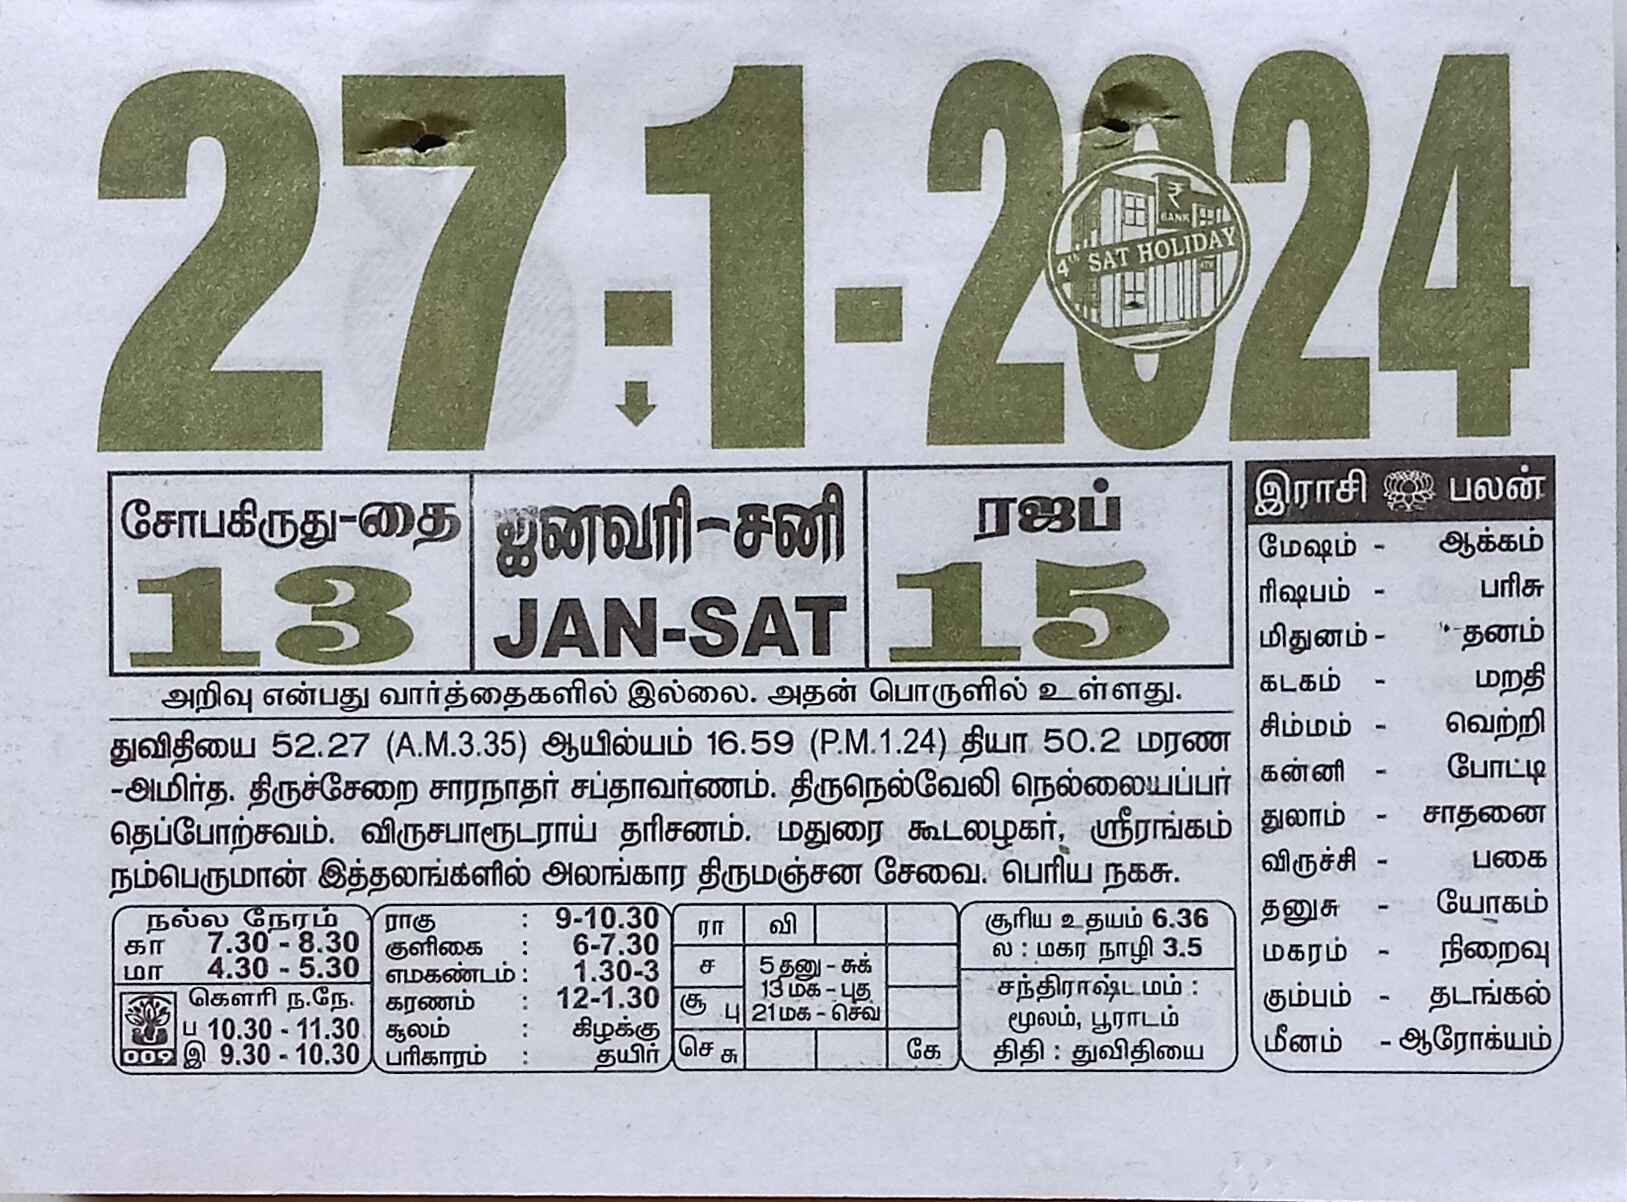 27-1-2024
₹
BANK
4th SAT HOLIDAY
ATM
சோபகிருது-தை
13
ஜனவரி-சனி
JAN-SAT
ரஜப்
15
அறிவு என்பது வார்த்தைகளில் இல்லை. அதன் பொருளில் உள்ளது.
துவிதியை 52.27 (A.M.3.35) ஆயில்யம் 16.59 (P.M.1.24) தியா 50.2 மரண
-அமிர்த. திருச்சேறை சாரநாதர் சப்தாவர்ணம். திருநெல்வேலி நெல்லையப்பர்
தெப்போற்சவம். விருசபாரூடராய் தரிசனம். மதுரை கூடலழகர், ஸ்ரீரங்கம்
நம்பெருமான் இத்தலங்களில் அலங்கார திருமஞ்சன சேவை. பெரிய நகசு.
நல்ல நேரம்
கா 7.30 - 8.30
மா 4.30 - 5.30
கௌரி ந.நே.
ப 10.30 - 11.30
இ 9.30 - 10.30
009
ராகு : 9-10.30
குளிகை : 6-7.30
எமகண்டம் : 1.30-3
கரணம் : 12-1.30
சூலம் : கிழக்கு
பரிகாரம் : தயிர்
ரா வி
ச
5 தனு - சுக்
13 மக - புத
21 மக - செவ்
சூ பு
செ சு
கே
சூரிய உதயம் 6.36
ல : மகர நாழி 3.5
சந்திராஷ்டமம் :
மூலம், பூராடம்
திதி : துவிதியை
இராசி பலன்
மேஷம் - ஆக்கம்
ரிஷபம் - பரிசு
மிதுனம் - தனம்
கடகம் - மறதி
சிம்மம் - வெற்றி
கன்னி - போட்டி
துலாம் - சாதனை
விருச்சி - பகை
தனுசு - யோகம்
மகரம் - நிறைவு
கும்பம் - தடங்கல்
மீனம் - ஆரோக்யம்